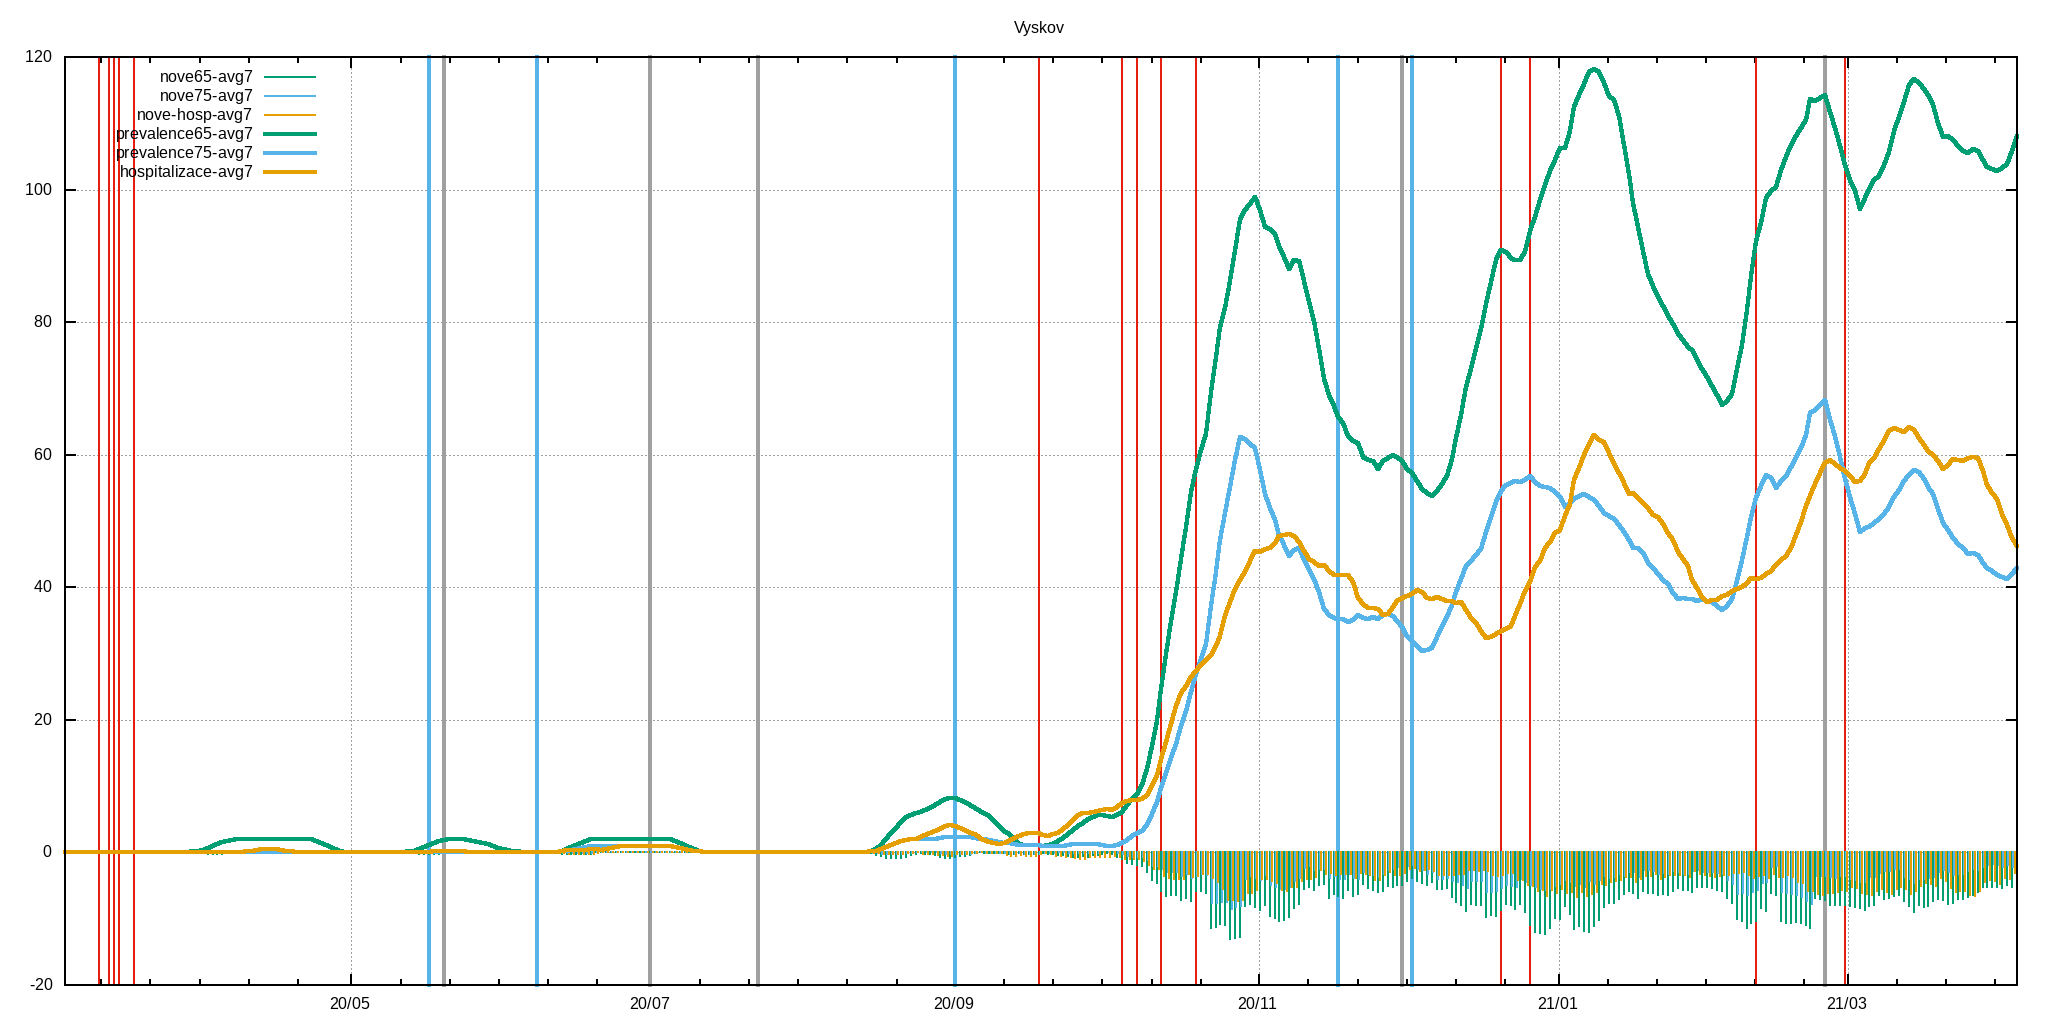 Vyskov
120
nove65-avg7
nove75-avg7
nove-hosp-avg7
prevalence65-avg7
prevalence75-avg7
hospitalizace-avg7
100
80
60
40
20
0
-20
20/05 20/07 20/09 20/11 21/01 21/03